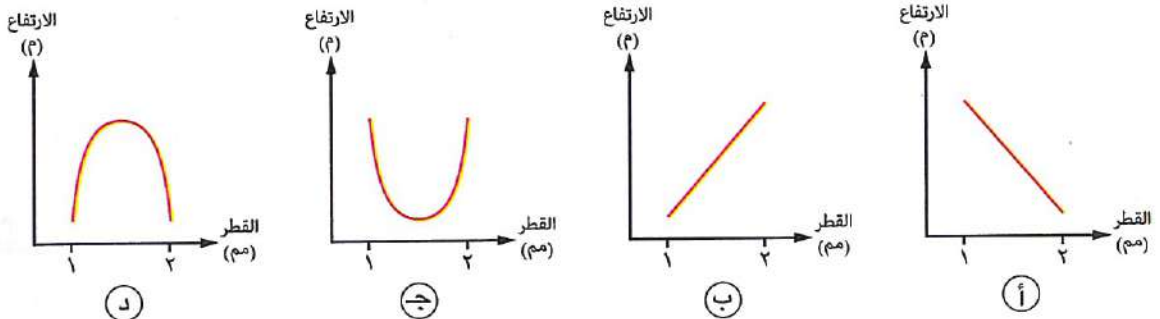 الارتفاع
(م)
القطر
(مم)
١
٢
أ
الارتفاع
(م)
القطر
(مم)
١
٢
ب
الارتفاع
(م)
القطر
(مم)
١
٢
جـ
الارتفاع
(م)
القطر
(مم)
١
٢
د